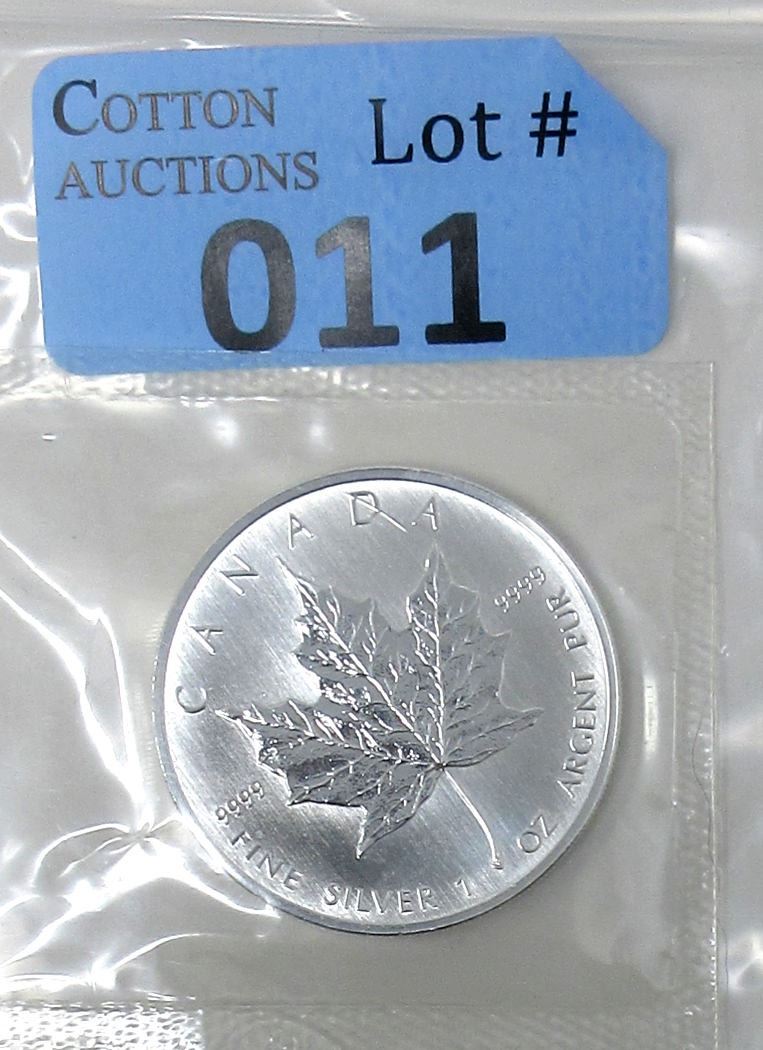 COTTON
AUCTIONS
Lot #
011
CANADA
9999
9999
FINE SILVER 1 OZ ARGENT PUR